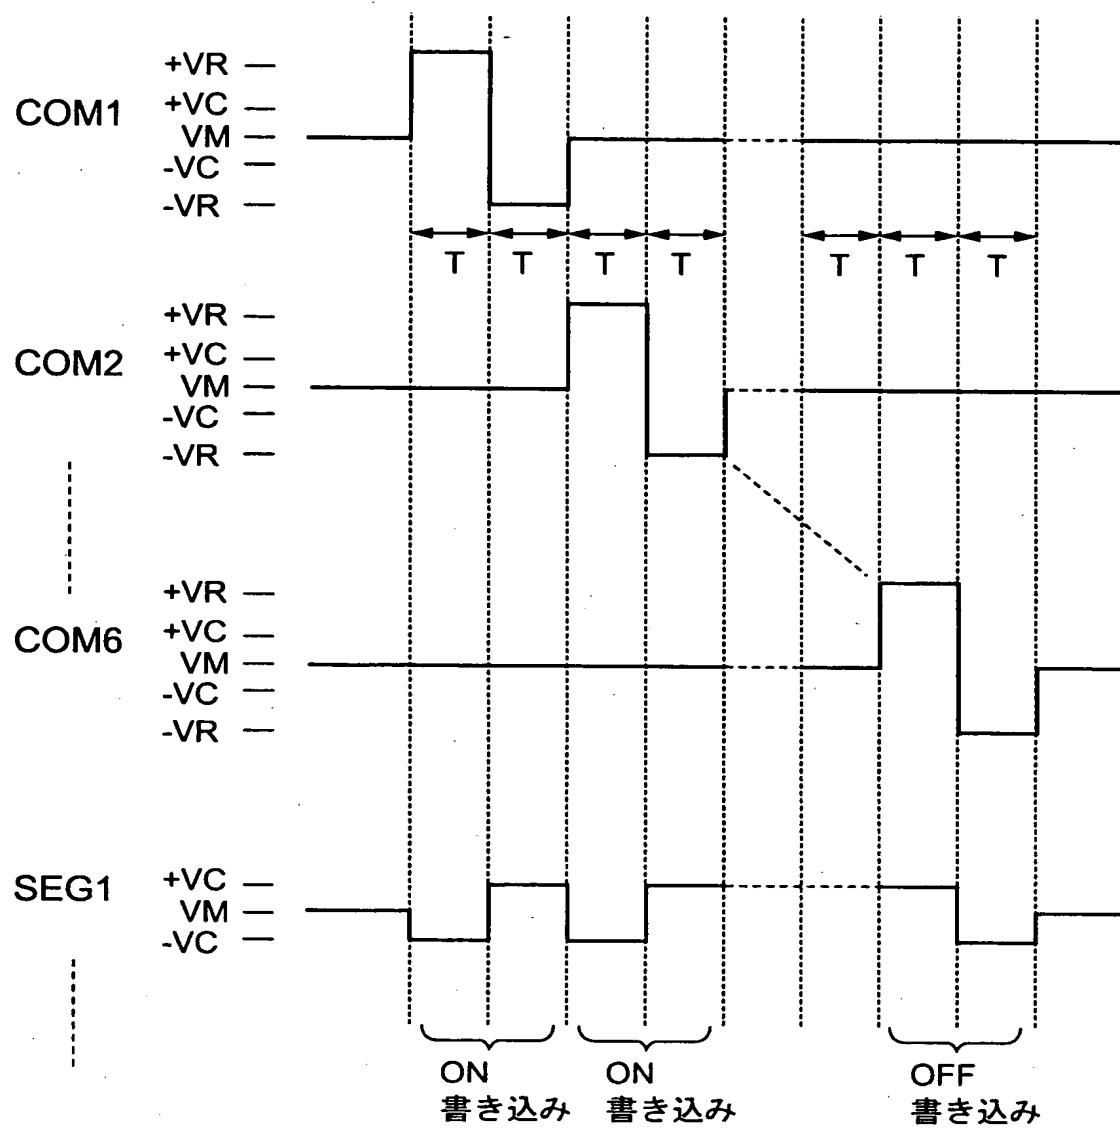 +VR
COM1
+VC
VM
-VC
-VR
T T T T T T T
+VR
COM2
+VC
VM
-VC
-VR
+VR
COM6
+VC
VM
-VC
-VR
SEG1
+VC
VM
-VC
ON
書き込み
ON
書き込み
OFF
書き込み